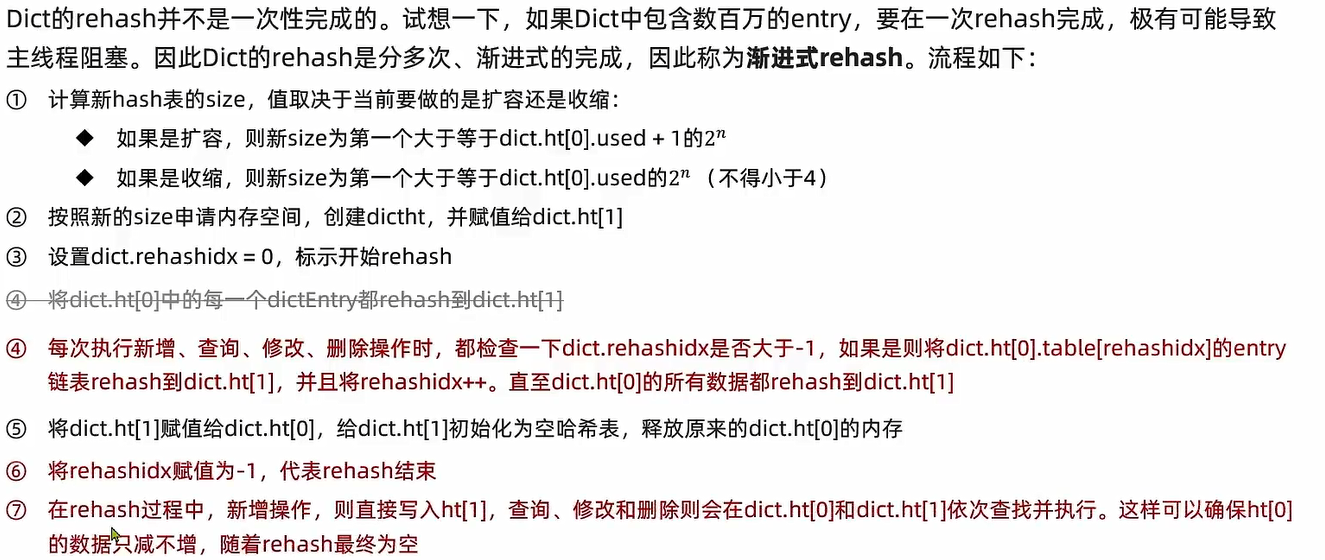 Dict的rehash并不是一次性完成的。试想一下，如果Dict中包含数百万的entry，要在一次rehash完成，极有可能导致
主线程阻塞。因此Dict的rehash是分多次、渐进式的完成，因此称为渐进式rehash。流程如下：
① 计算新hash表的size，值取决于当前要做的是扩容还是收缩：
◆ 如果是扩容，则新size为第一个大于等于dict.ht[0].used + 1的2ⁿ
◆ 如果是收缩，则新size为第一个大于等于dict.ht[0].used的2ⁿ （不得小于4）
② 按照新的size申请内存空间，创建dictht，并赋值给dict.ht[1]
③ 设置dict.rehashidx = 0，标示开始rehash
④ 将dict.ht[0]中的每一个dictEntry都rehash到dict.ht[1]
④ 每次执行新增、查询、修改、删除操作时，都检查一下dict.rehashidx是否大于-1，如果是则将dict.ht[0].table[rehashidx]的entry
链表rehash到dict.ht[1]，并且将rehashidx++。直至dict.ht[0]的所有数据都rehash到dict.ht[1]
⑤ 将dict.ht[1]赋值给dict.ht[0]，给dict.ht[1]初始化为空哈希表，释放原来的dict.ht[0]的内存
⑥ 将rehashidx赋值为-1，代表rehash结束
⑦ 在rehash过程中，新增操作，则直接写入ht[1]，查询、修改和删除则会在dict.ht[0]和dict.ht[1]依次查找并执行。这样可以确保ht[0]
的数据只减不增，随着rehash最终为空